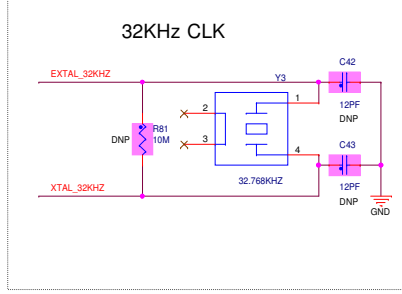 32KHz CLK
C42
EXTAL_32KHZ
Y3
1
12PF
2
DNP
R81
DNP
10M
3
C43
4
12PF
32.768KHZ
XTAL_32KHZ
DNP
GND